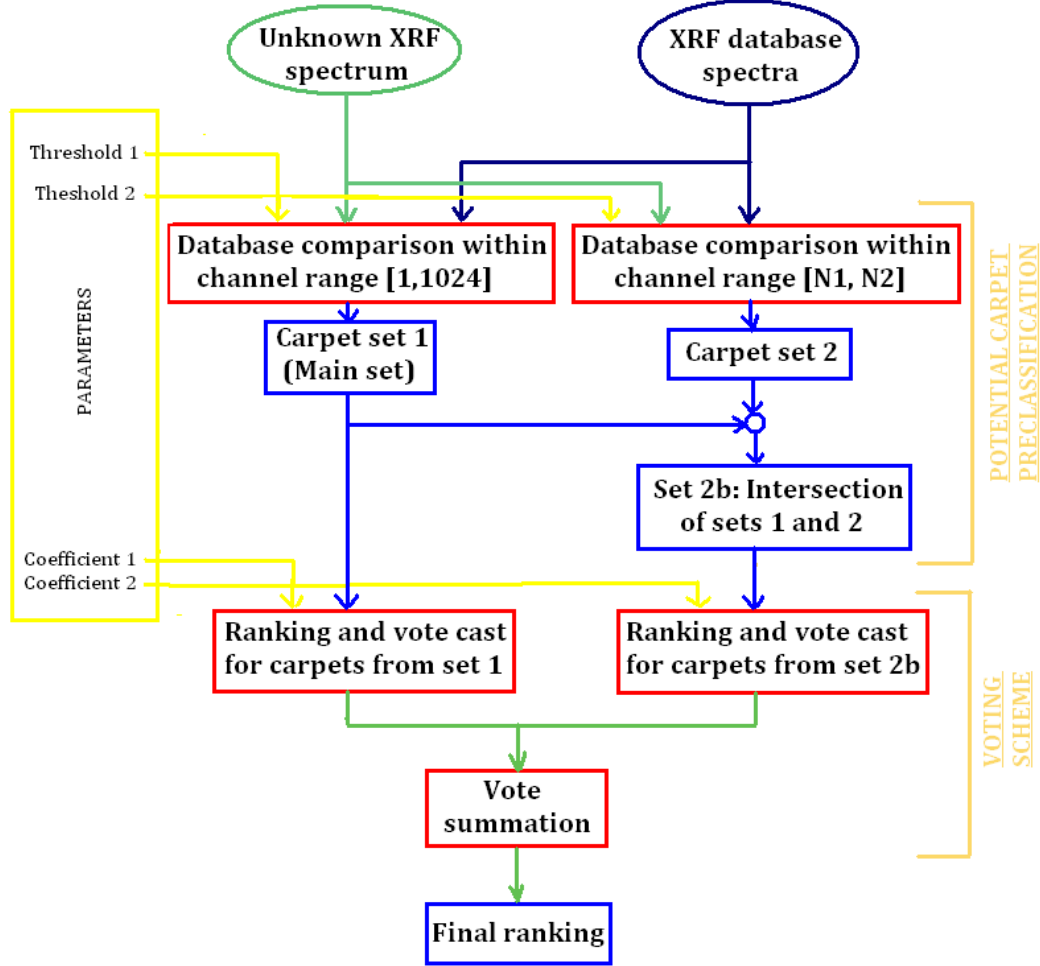 Unknown XRF
spectrum
XRF database
spectra
Threshold 1
Theshold 2
PARAMETERS
Database comparison within
channel range [1,1024]
Database comparison within
channel range [N1, N2]
Carpet set 1
(Main set)
Carpet set 2
POTENTIAL CARPET
PRECLASSIFICATION
Set 2b: Intersection
of sets 1 and 2
Coefficient 1
Coefficient 2
Ranking and vote cast
for carpets from set 1
Ranking and vote cast
for carpets from set 2b
VOTING
SCHEME
Vote
summation
Final ranking